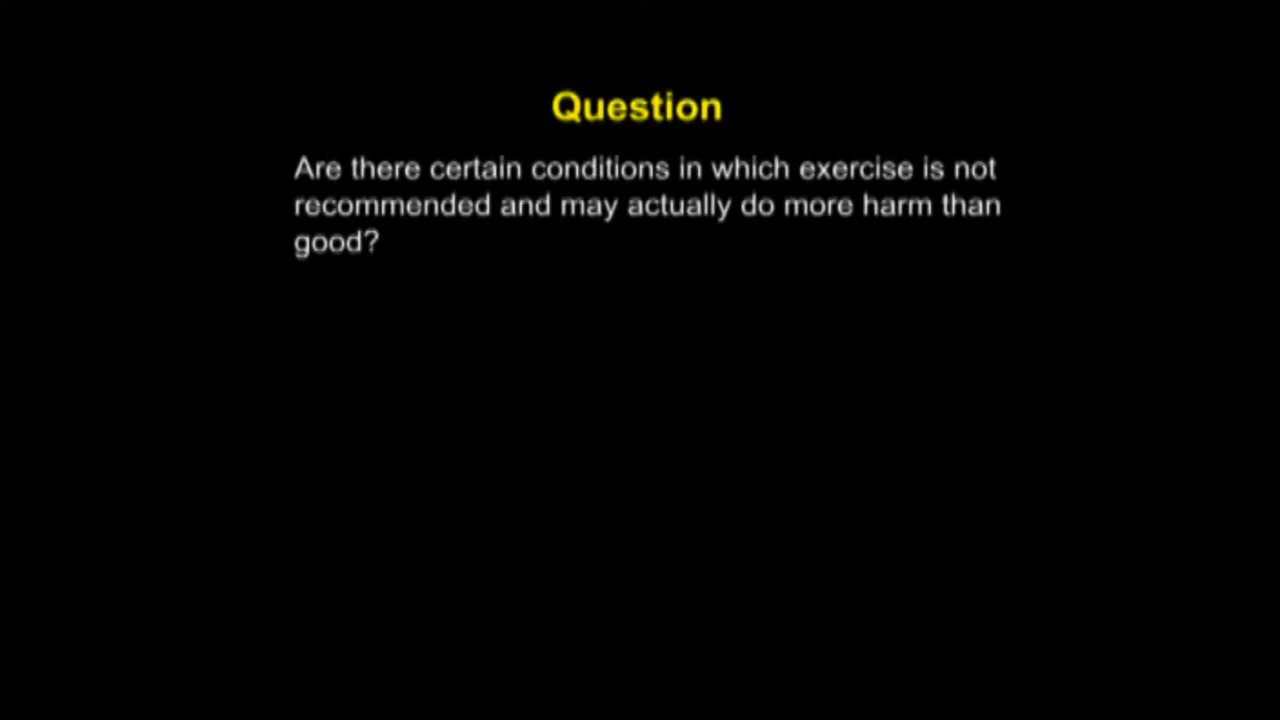 Question
Are there certain conditions in which exercise is not
recommended and may actually do more harm than
good?